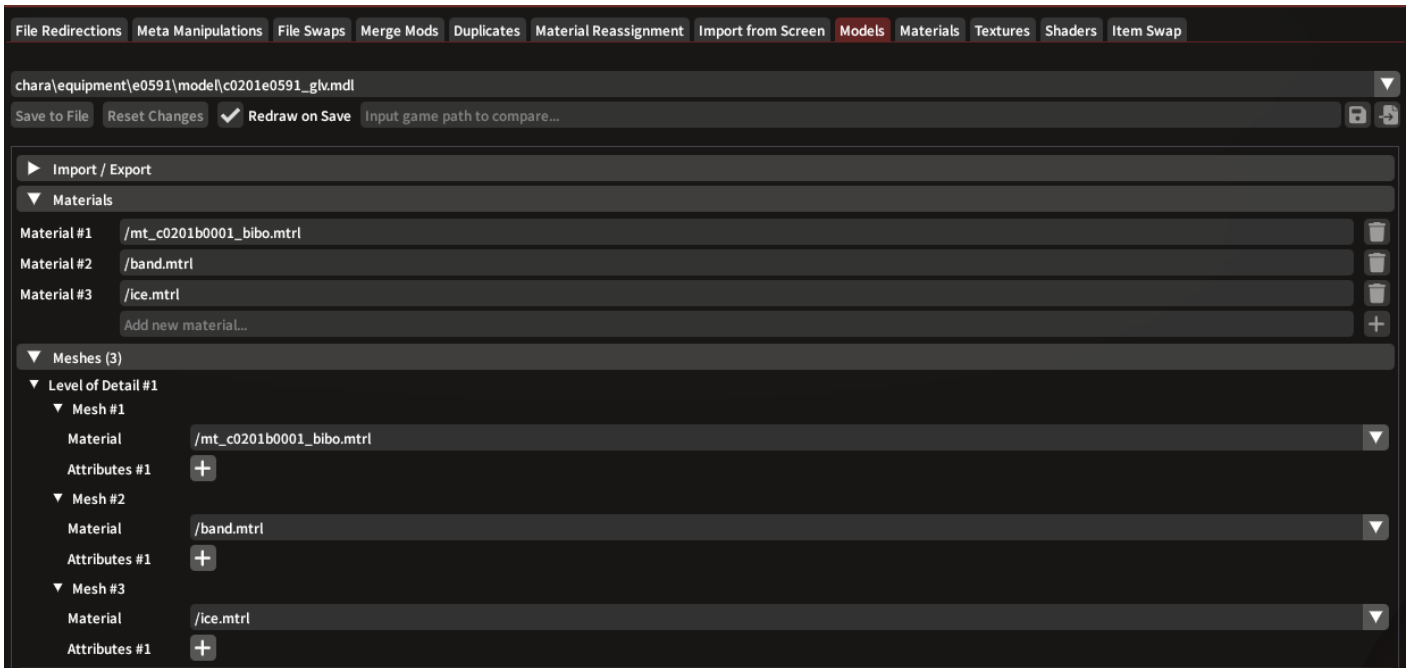 File Redirections Meta Manipulations File Swaps Merge Mods Duplicates Material Reassignment Import from Screen Models Materials Textures Shaders Item Swap
chara\equipment\e0591\model\c0201e0591_glv.mdl
Save to File Reset Changes Redraw on Save Input game path to compare...
Import / Export
Materials
Material #1 /mt_c0201b0001_bibo.mtrl
Material #2 /band.mtrl
Material #3 /ice.mtrl
Add new material...
Meshes (3)
Level of Detail #1
Mesh #1
Material /mt_c0201b0001_bibo.mtrl
Attributes #1
Mesh #2
Material /band.mtrl
Attributes #1
Mesh #3
Material /ice.mtrl
Attributes #1